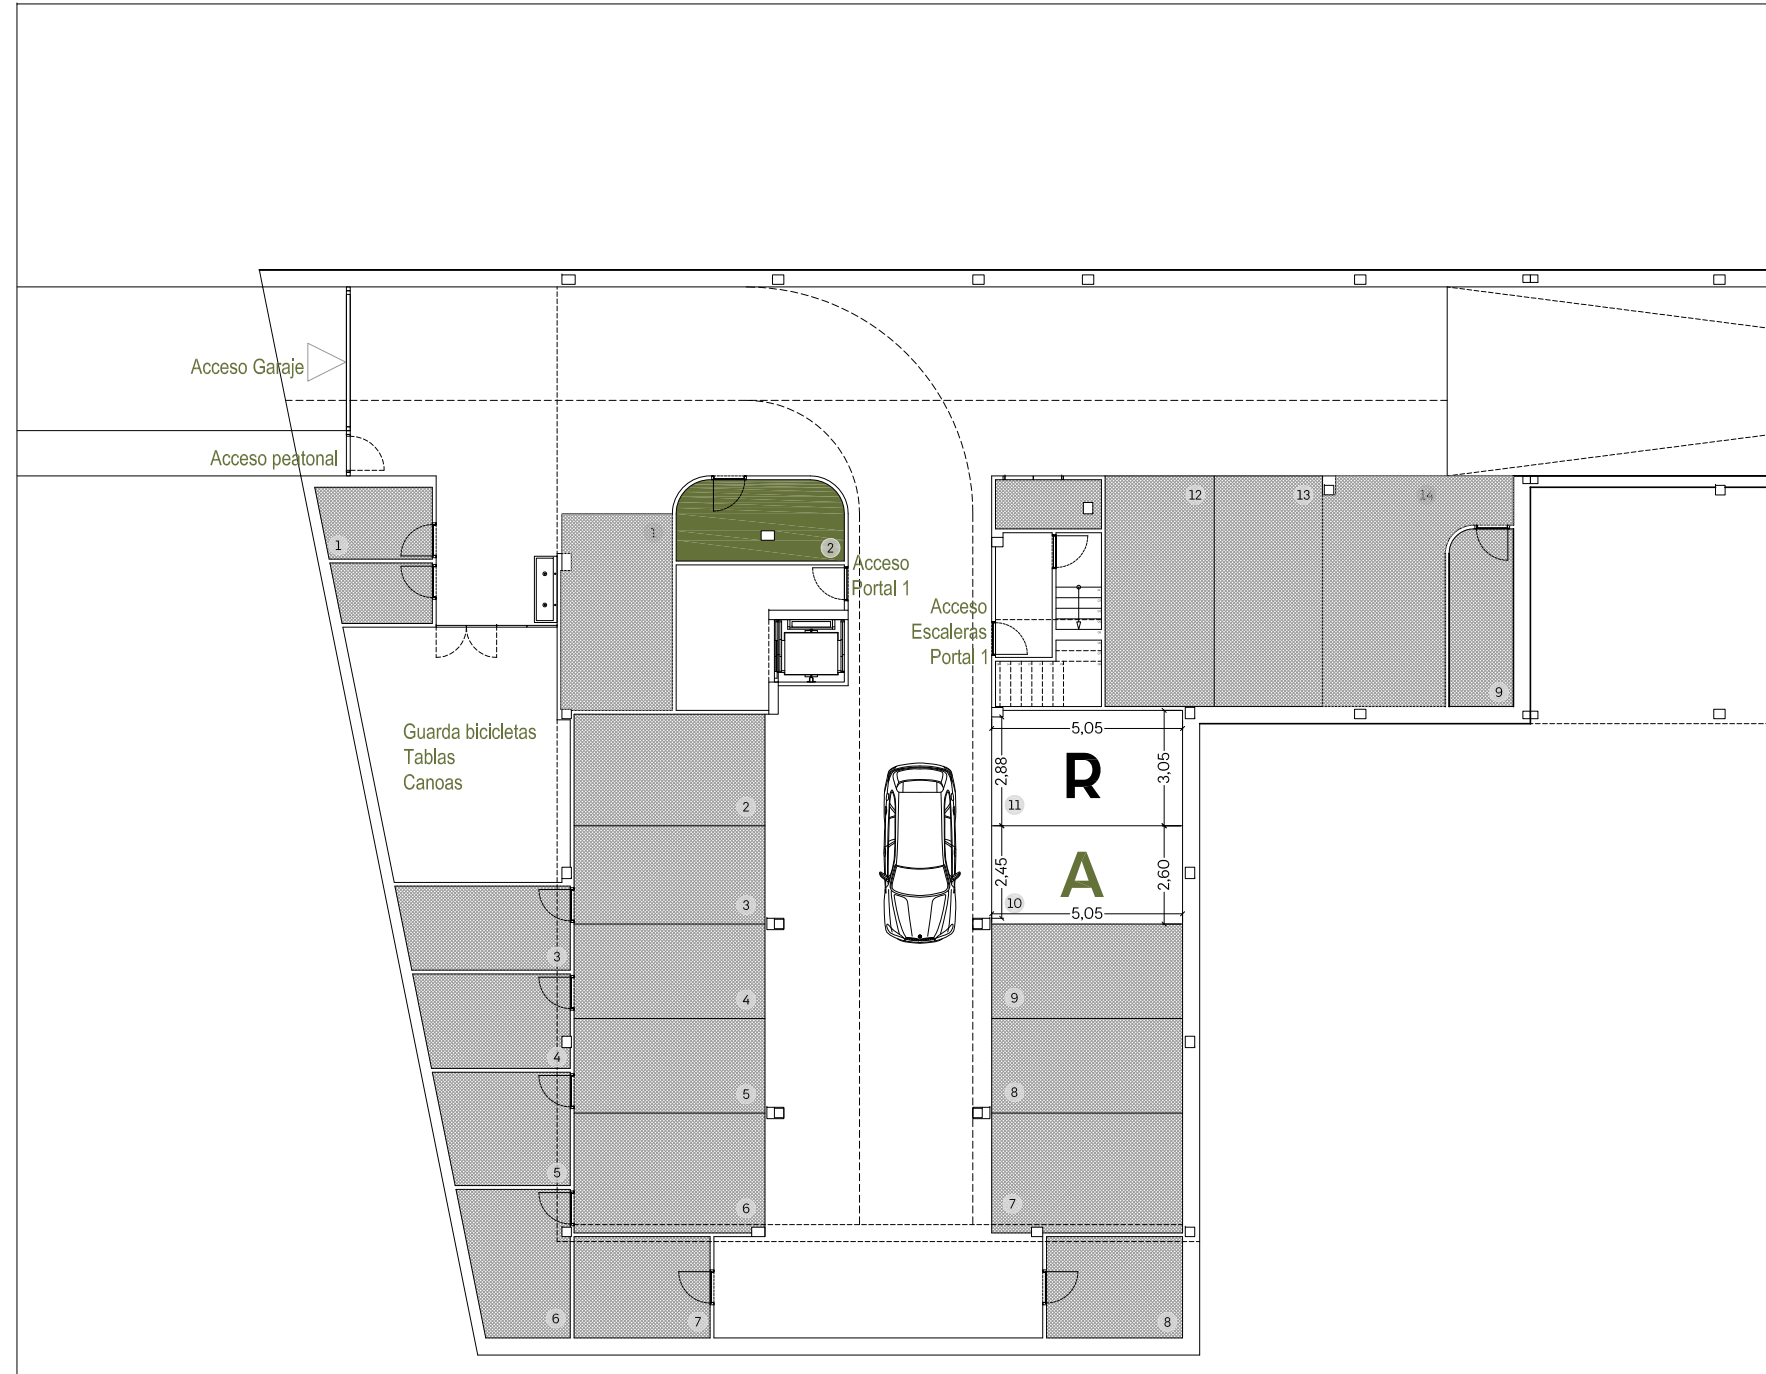 Acceso Garaje
Acceso peatonal
12
13
14
1
1
2
Acceso
Portal 1
Acceso
Escaleras
Portal 1
9
Guarda bicicletas
Tablas
Canoas
5,05
2,88
R
3,05
2
11
2,45
A
2,60
3
10
5,05
3
4
9
4
5
8
5
6
7
6
7
8